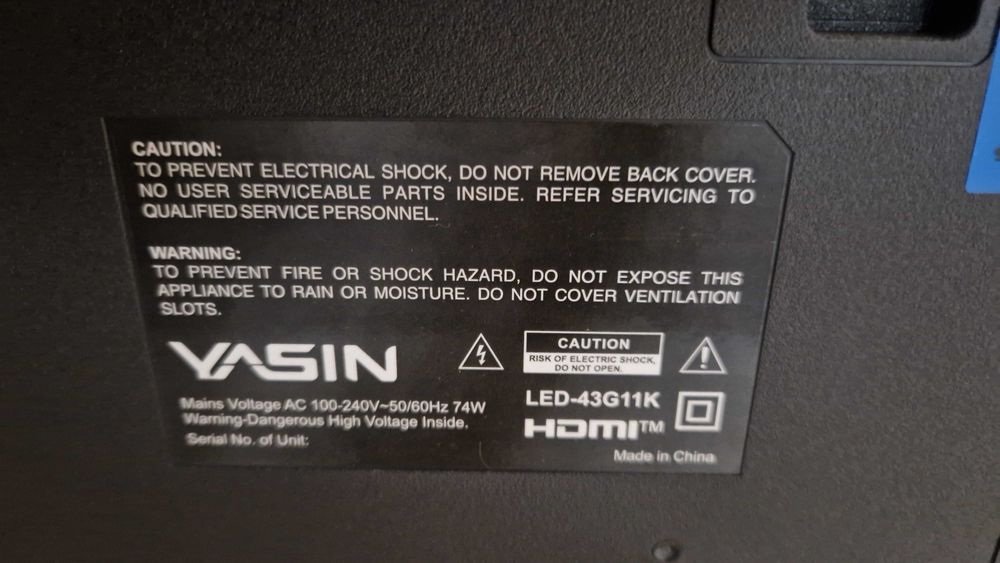 CAUTION:
TO PREVENT ELECTRICAL SHOCK, DO NOT REMOVE BACK COVER.
NO USER SERVICEABLE PARTS INSIDE. REFER SERVICING TO
QUALIFIED SERVICE PERSONNEL.
WARNING:
TO PREVENT FIRE OR SHOCK HAZARD, DO NOT EXPOSE THIS
APPLIANCE TO RAIN OR MOISTURE. DO NOT COVER VENTILATION
SLOTS.
YASIN
Mains Voltage AC 100-240V~50/60Hz 74W
Warning-Dangerous High Voltage Inside.
Serial No. of Unit:
CAUTION
RISK OF ELECTRIC SHOCK,
DO NOT OPEN.
LED-43G11K
HDMI™
Made in China